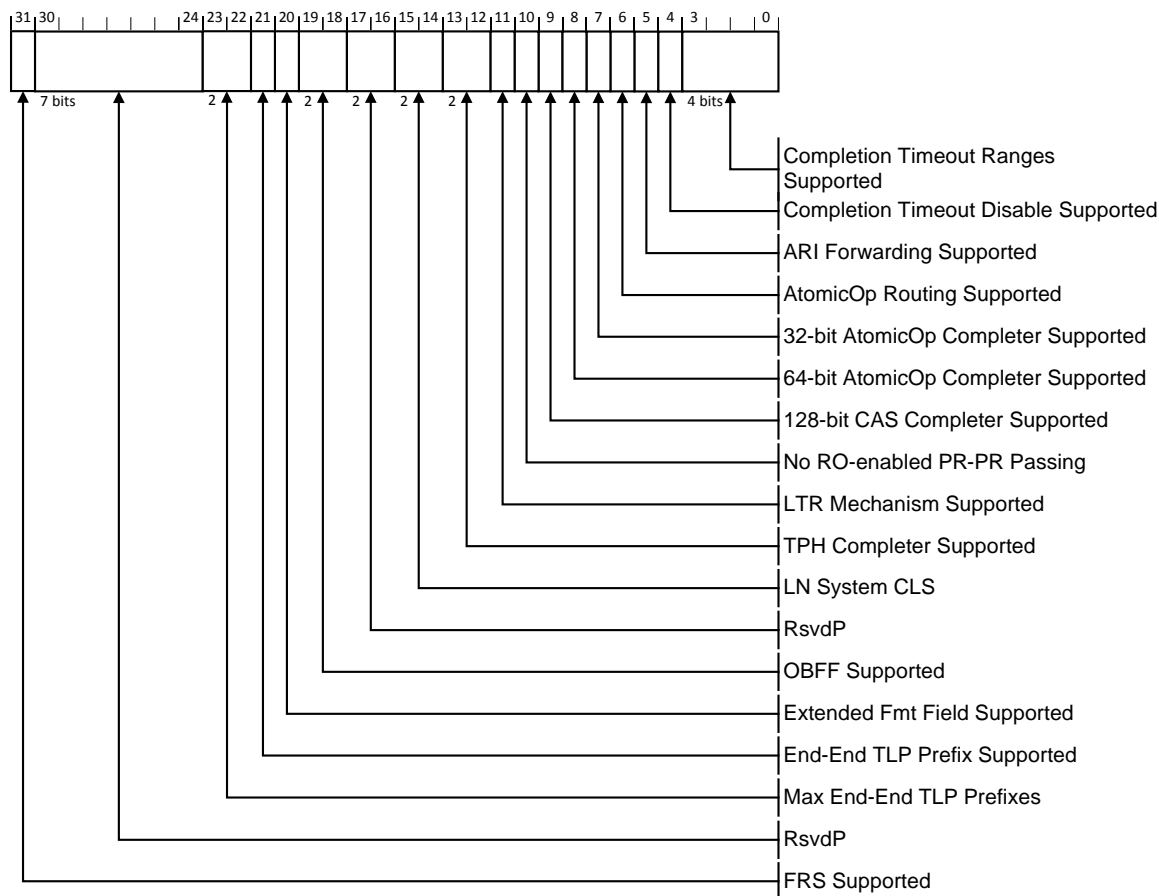 31 30 24 23 22 21 20 19 18 17 16 15 14 13 12 11 10 9 8 7 6 5 4 3 0
7 bits 2 2 2 2 2 4 bits
Completion Timeout Ranges
Supported
Completion Timeout Disable Supported
ARI Forwarding Supported
AtomicOp Routing Supported
32-bit AtomicOp Completer Supported
64-bit AtomicOp Completer Supported
128-bit CAS Completer Supported
No RO-enabled PR-PR Passing
LTR Mechanism Supported
TPH Completer Supported
LN System CLS
RsvdP
OBFF Supported
Extended Fmt Field Supported
End-End TLP Prefix Supported
Max End-End TLP Prefixes
RsvdP
FRS Supported